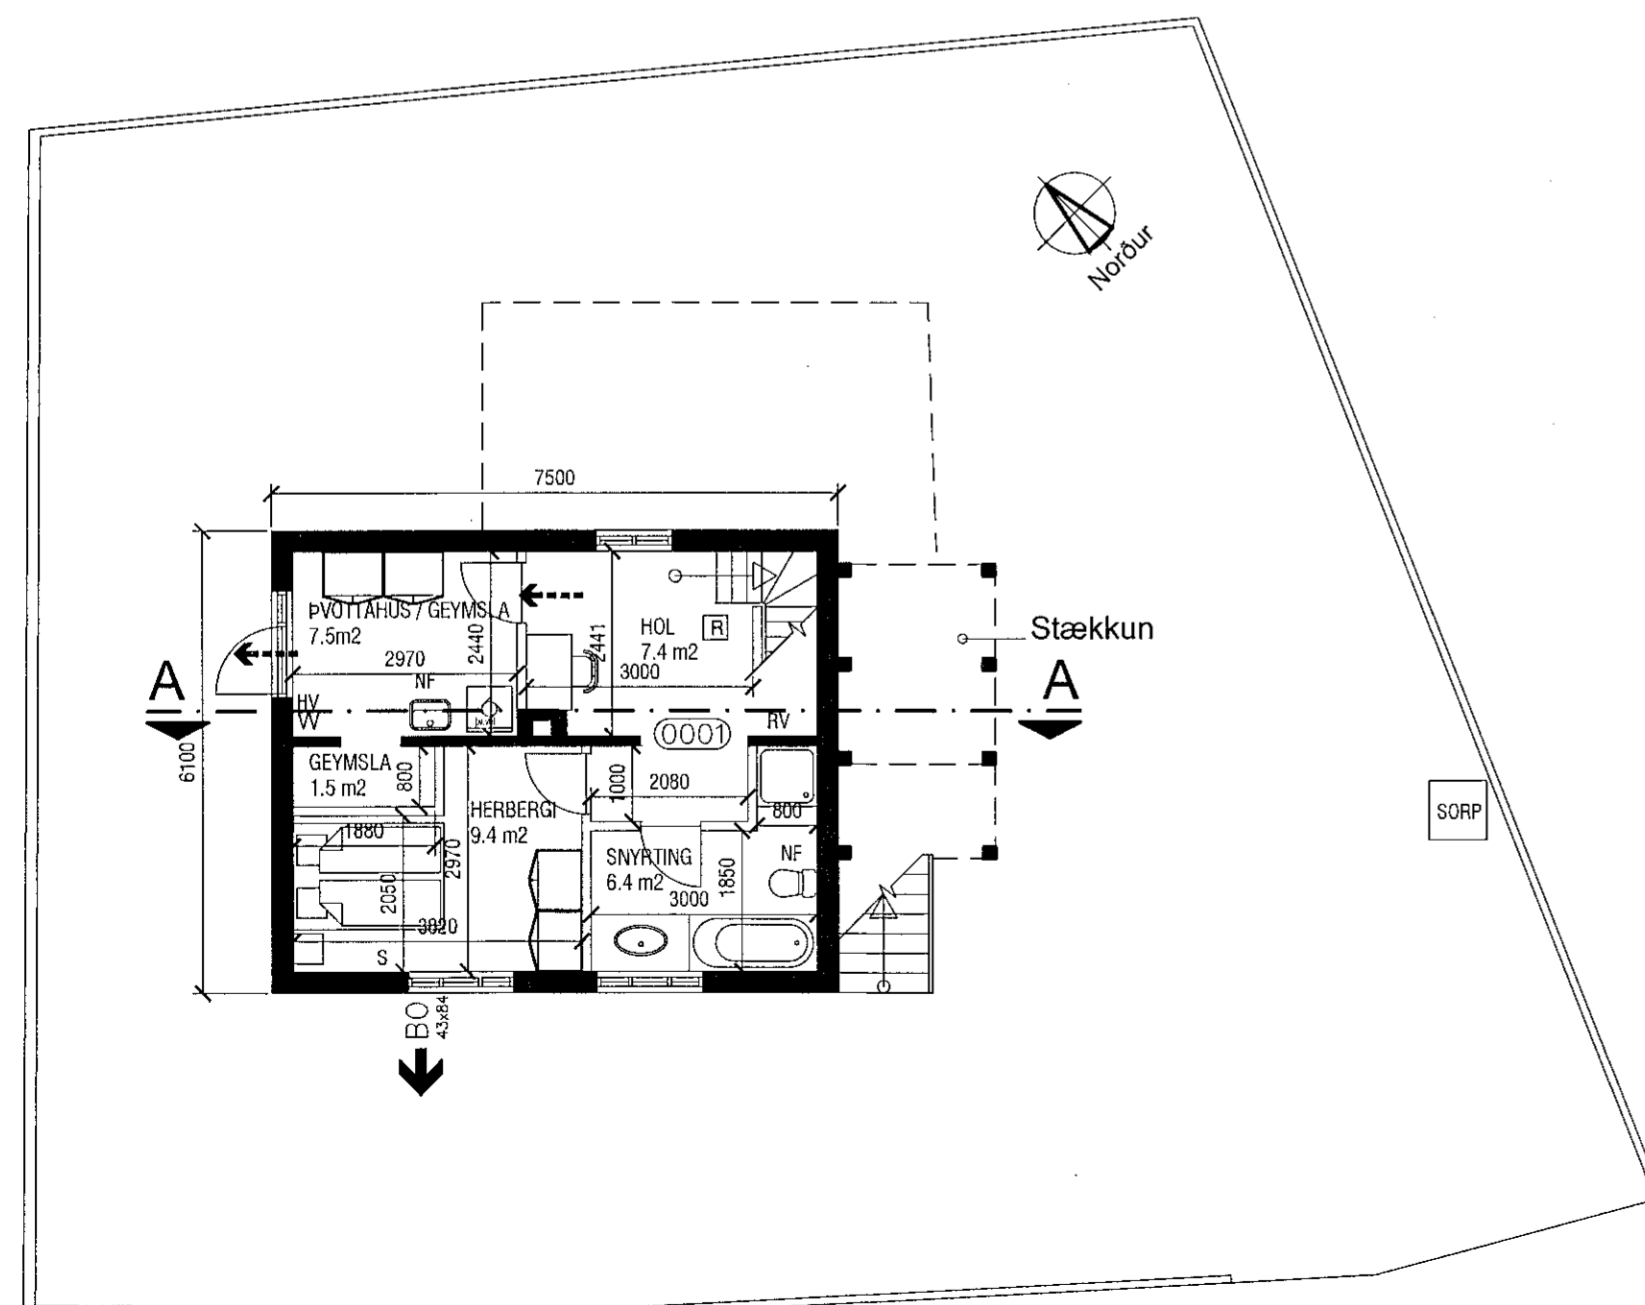 Norður
7500
ÞVOTTAHÚS / GEYMSLA
7.5m2
2440
2441
HOL
7.4 m2
R
3000
2970
NF
Stækkun
A
A
HV
RV
0001
6100
GEYMSLA
1.5 m2
800
1000
2080
800
HERBERGI
9.4 m2
1880
2970
2050
3820
S
SNYRTING
6.4 m2
3000
1850
NF
SORP
BO
43x84